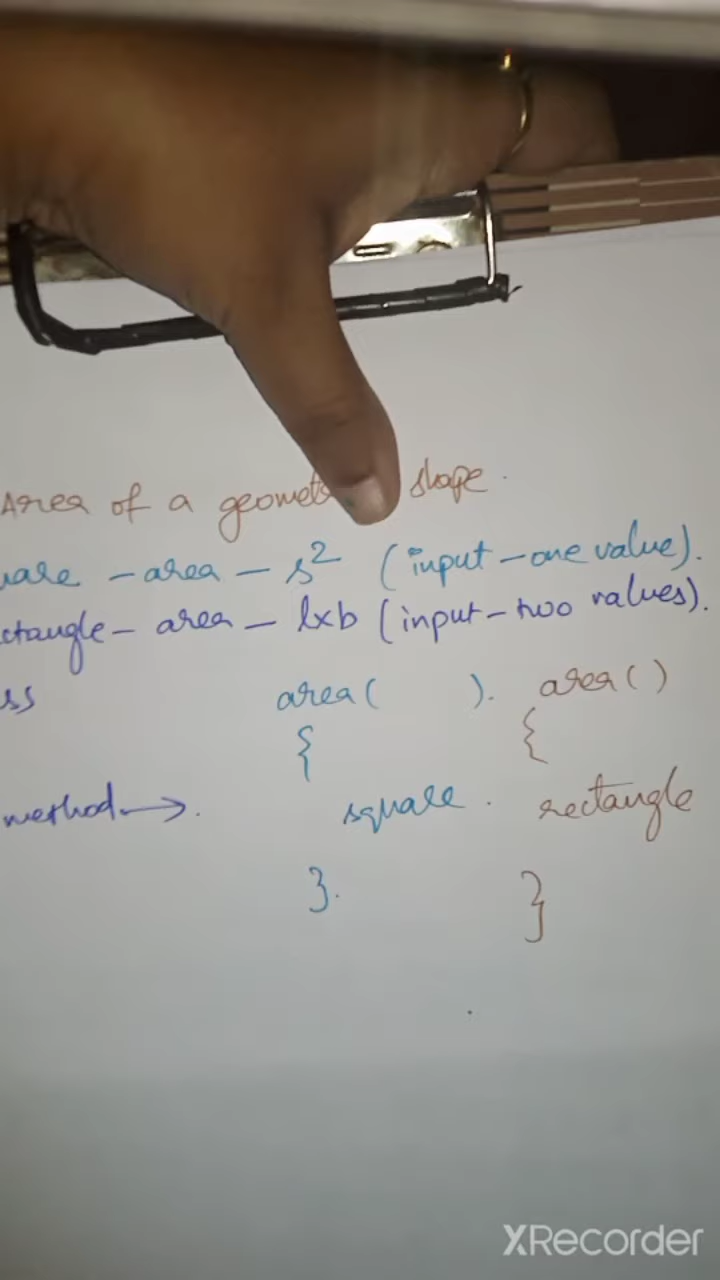 Area of a geomet shape.
uare - area - s² (input - one value).
ctangle - area - lxb (input - two values).
ss area( ). area()
{ {
method → . square . rectangle
}. }
XRecorder